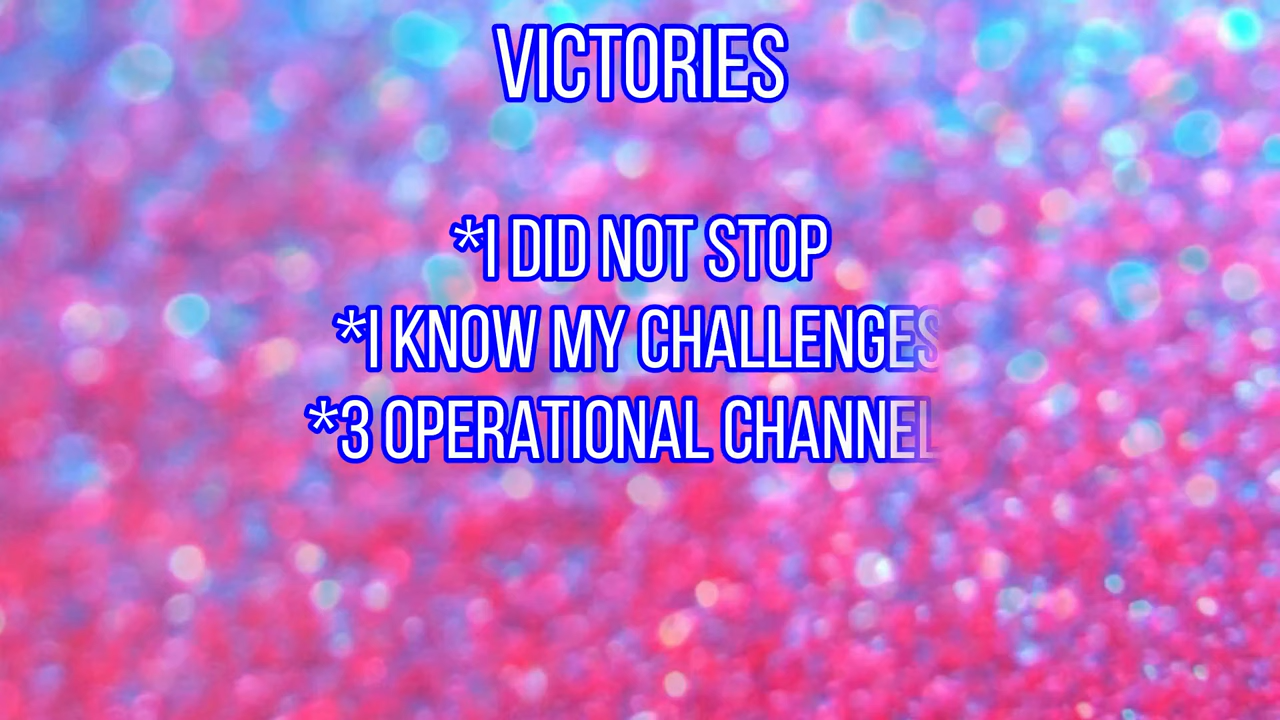 VICTORIES
*I DID NOT STOP
*I KNOW MY CHALLENGES
*3 OPERATIONAL CHANNEL